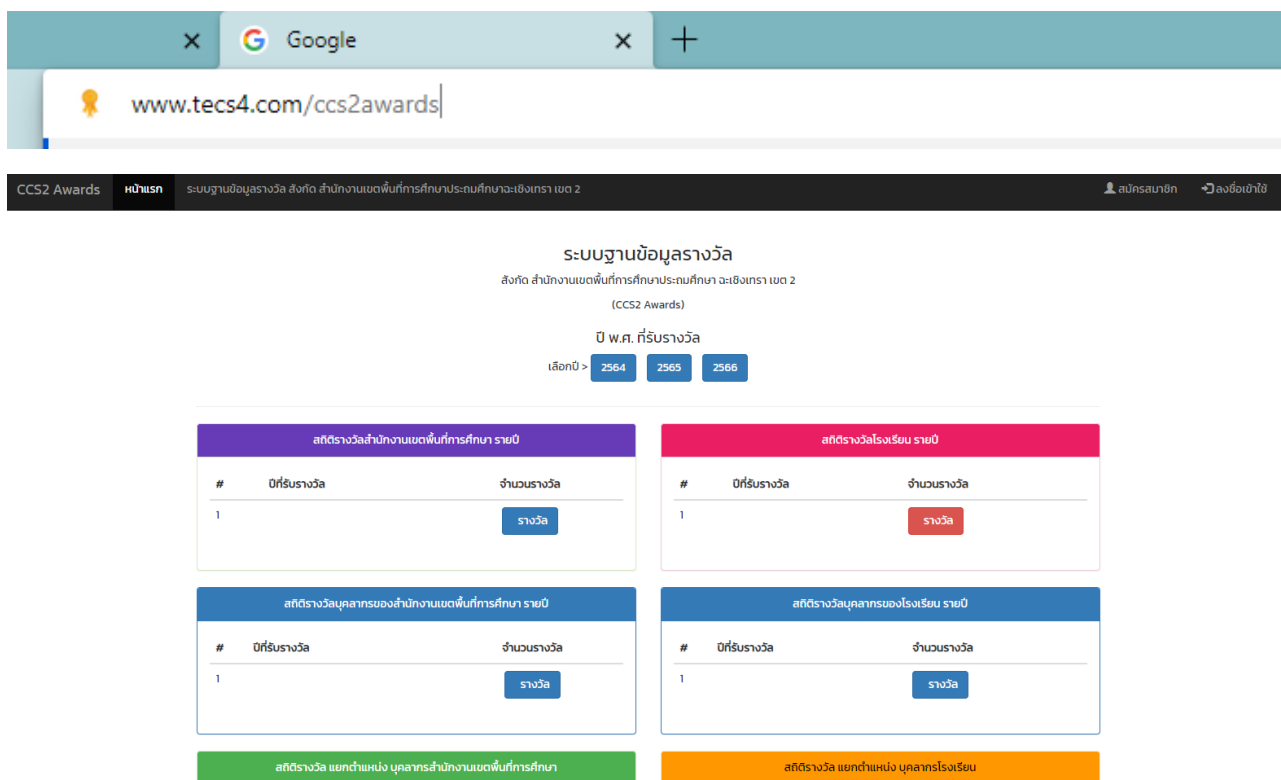 Google
www.tecs4.com/ccs2awards
CCS2 Awards หน้าแรก ระบบฐานข้อมูลรางวัล สังกัด สำนักงานเขตพื้นที่การศึกษาประถมศึกษาฉะเชิงเทรา เขต 2 สมัครสมาชิก ลงชื่อเข้าใช้
ระบบฐานข้อมูลรางวัล
สังกัด สำนักงานเขตพื้นที่การศึกษาประถมศึกษา ฉะเชิงเทรา เขต 2
(CCS2 Awards)
ปี พ.ศ. ที่รับรางวัล
เลือกปี > 2564 2565 2566
สถิติรางวัลสำนักงานเขตพื้นที่การศึกษา รายปี
# ปีที่รับรางวัล จำนวนรางวัล
1 รางวัล
สถิติรางวัลโรงเรียน รายปี
# ปีที่รับรางวัล จำนวนรางวัล
1 รางวัล
สถิติรางวัลบุคลากรของสำนักงานเขตพื้นที่การศึกษา รายปี
# ปีที่รับรางวัล จำนวนรางวัล
1 รางวัล
สถิติรางวัลบุคลากรของโรงเรียน รายปี
# ปีที่รับรางวัล จำนวนรางวัล
1 รางวัล
สถิติรางวัล แยกตำแหน่ง บุคลากรสำนักงานเขตพื้นที่การศึกษา
สถิติรางวัล แยกตำแหน่ง บุคลากรโรงเรียน